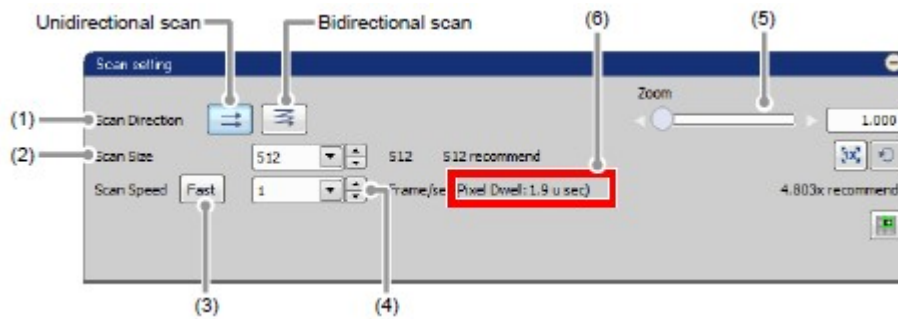 Unidirectional scan
Bidirectional scan
(6)
(5)
Scan setting
Zoom
(1)
Scan Direction
1.000
(2)
Scan Size
512
512
512 recommend
1X
Scan Speed
Fast
1
Frame/se
Pixel Dwell: 1.9 u sec)
4.803x recommend
(3)
(4)